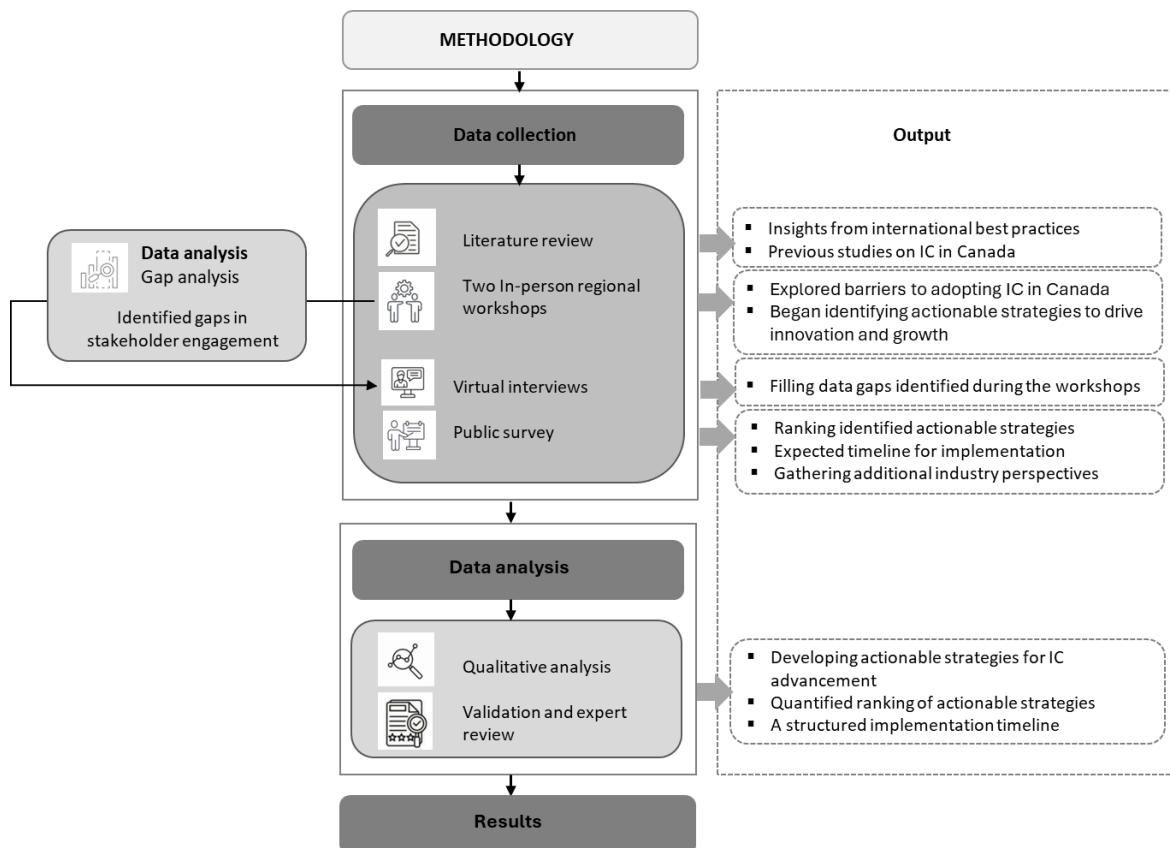 METHODOLOGY
Data collection
Output
Literature review
▪ Insights from international best practices
▪ Previous studies on IC in Canada
Data analysis
Gap analysis
Identified gaps in
stakeholder engagement
Two In-person regional
workshops
▪ Explored barriers to adopting IC in Canada
▪ Began identifying actionable strategies to drive
innovation and growth
Virtual interviews
▪ Filling data gaps identified during the workshops
Public survey
▪ Ranking identified actionable strategies
▪ Expected timeline for implementation
▪ Gathering additional industry perspectives
Data analysis
Qualitative analysis
Validation and expert
review
▪ Developing actionable strategies for IC
advancement
▪ Quantified ranking of actionable strategies
▪ A structured implementation timeline
Results